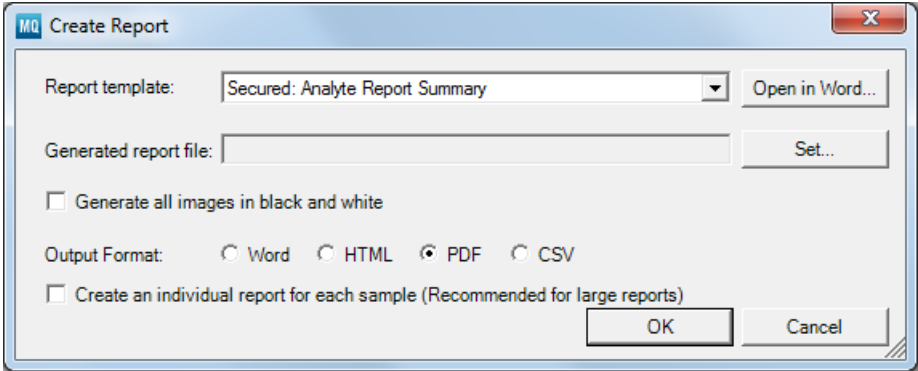 MQ Create Report
Report template: Secured: Analyte Report Summary Open in Word...
Generated report file: Set...
Generate all images in black and white
Output Format: Word HTML PDF CSV
Create an individual report for each sample (Recommended for large reports)
OK Cancel